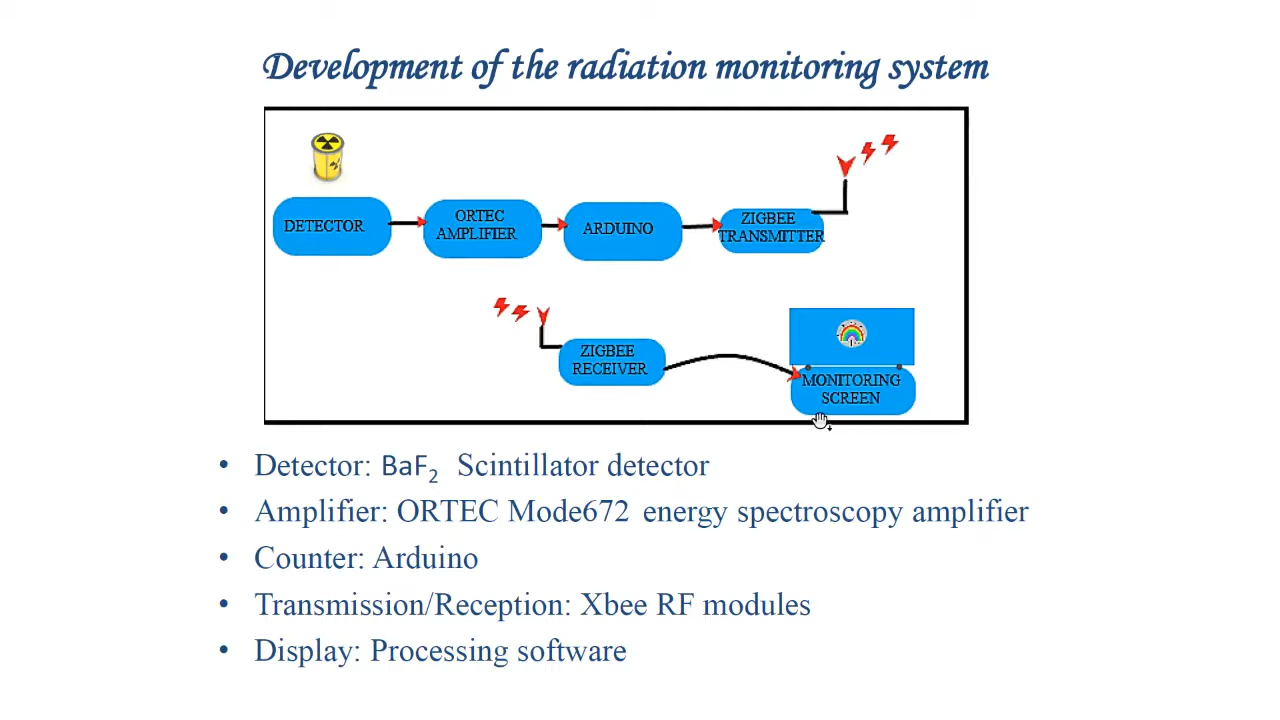 Development of the radiation monitoring system
DETECTOR
ORTEC
AMPLIFIER
ARDUINO
ZIGBEE
TRANSMITTER
ZIGBEE
RECEIVER
MONITORING
SCREEN
• Detector: BaF₂ Scintillator detector
• Amplifier: ORTEC Mode672 energy spectroscopy amplifier
• Counter: Arduino
• Transmission/Reception: Xbee RF modules
• Display: Processing software